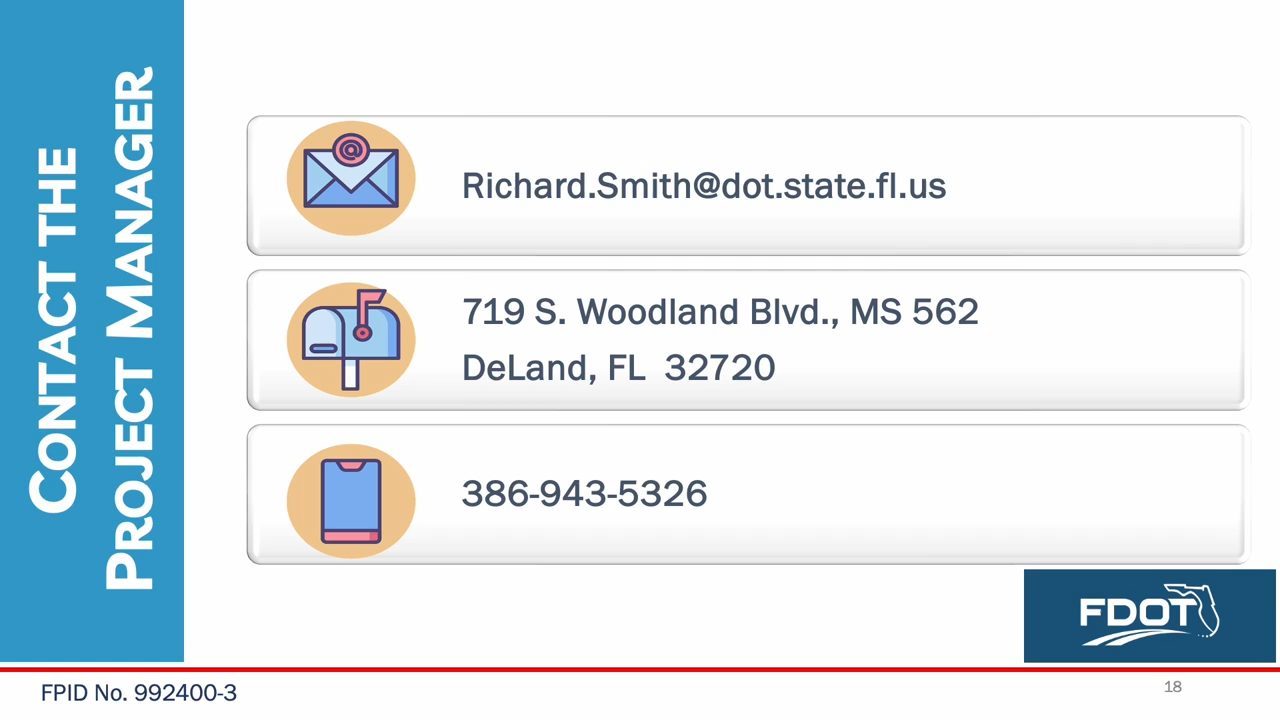 CONTACT THE
PROJECT MANAGER
@
Richard.Smith@dot.state.fl.us
719 S. Woodland Blvd., MS 562
DeLand, FL  32720
386-943-5326
FDOT
FPID No. 992400-3
18